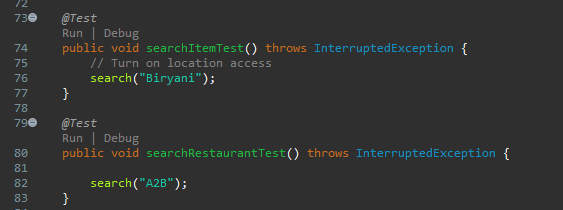 72
73 @Test
Run | Debug
74 public void searchItemTest() throws InterruptedException {
75 // Turn on location access
76 search("Biryani");
77 }
78
79 @Test
Run | Debug
80 public void searchRestaurantTest() throws InterruptedException {
81
82 search("A2B");
83 }